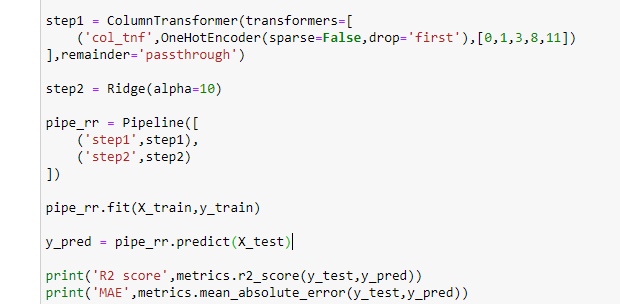 step1 = ColumnTransformer(transformers=[
    ('col_tnf',OneHotEncoder(sparse=False,drop='first'),[0,1,3,8,11])
],remainder='passthrough')
step2 = Ridge(alpha=10)
pipe_rr = Pipeline([
    ('step1',step1),
    ('step2',step2)
])
pipe_rr.fit(X_train,y_train)
y_pred = pipe_rr.predict(X_test)
print('R2 score',metrics.r2_score(y_test,y_pred))
print('MAE',metrics.mean_absolute_error(y_test,y_pred))